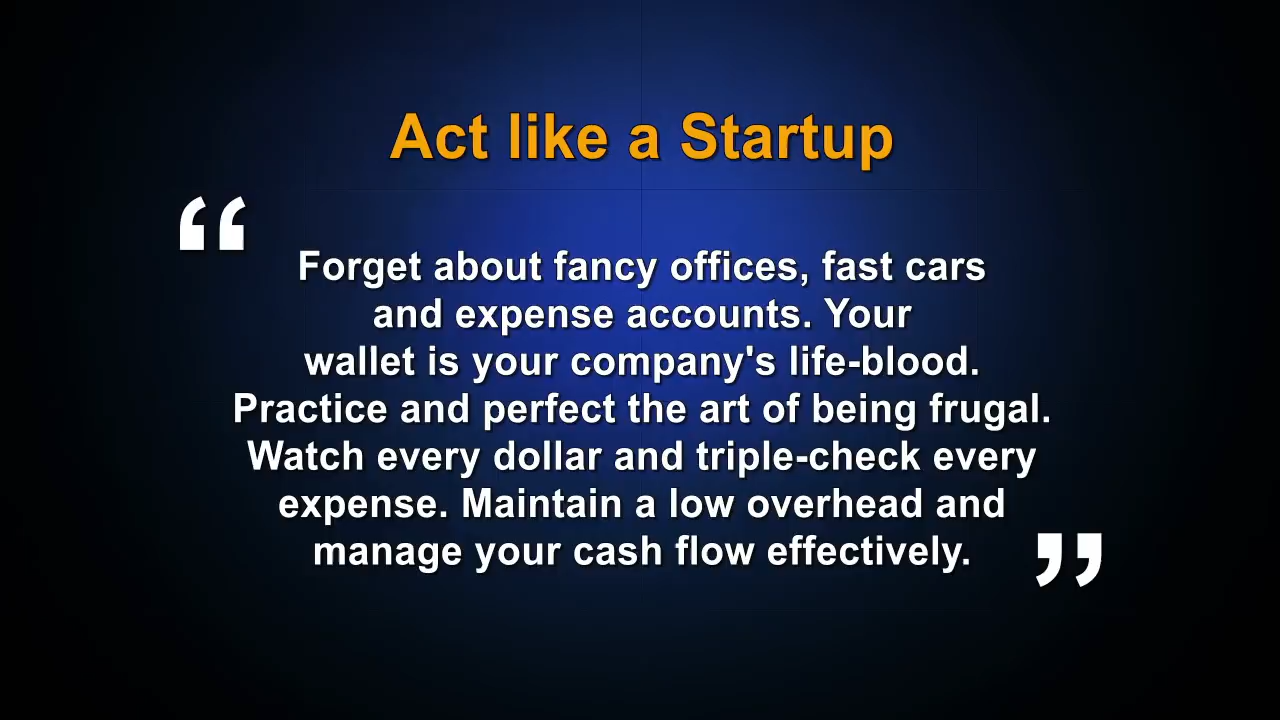 Act like a Startup
“
Forget about fancy offices, fast cars
and expense accounts. Your
wallet is your company's life-blood.
Practice and perfect the art of being frugal.
Watch every dollar and triple-check every
expense. Maintain a low overhead and
manage your cash flow effectively.
”